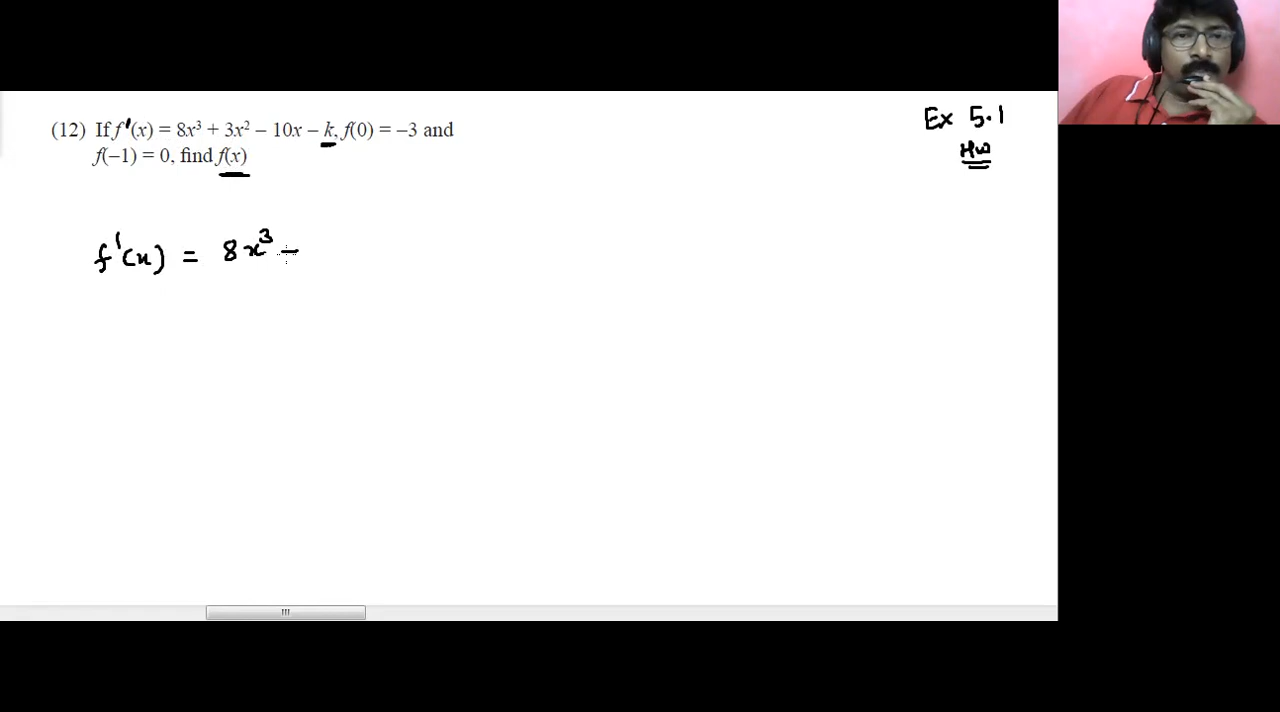 (12) If f'(x) = 8x³ + 3x² – 10x – k, f(0) = –3 and
f(–1) = 0, find f(x)
Ex 5.1
Hw
f'(x) = 8x³ –